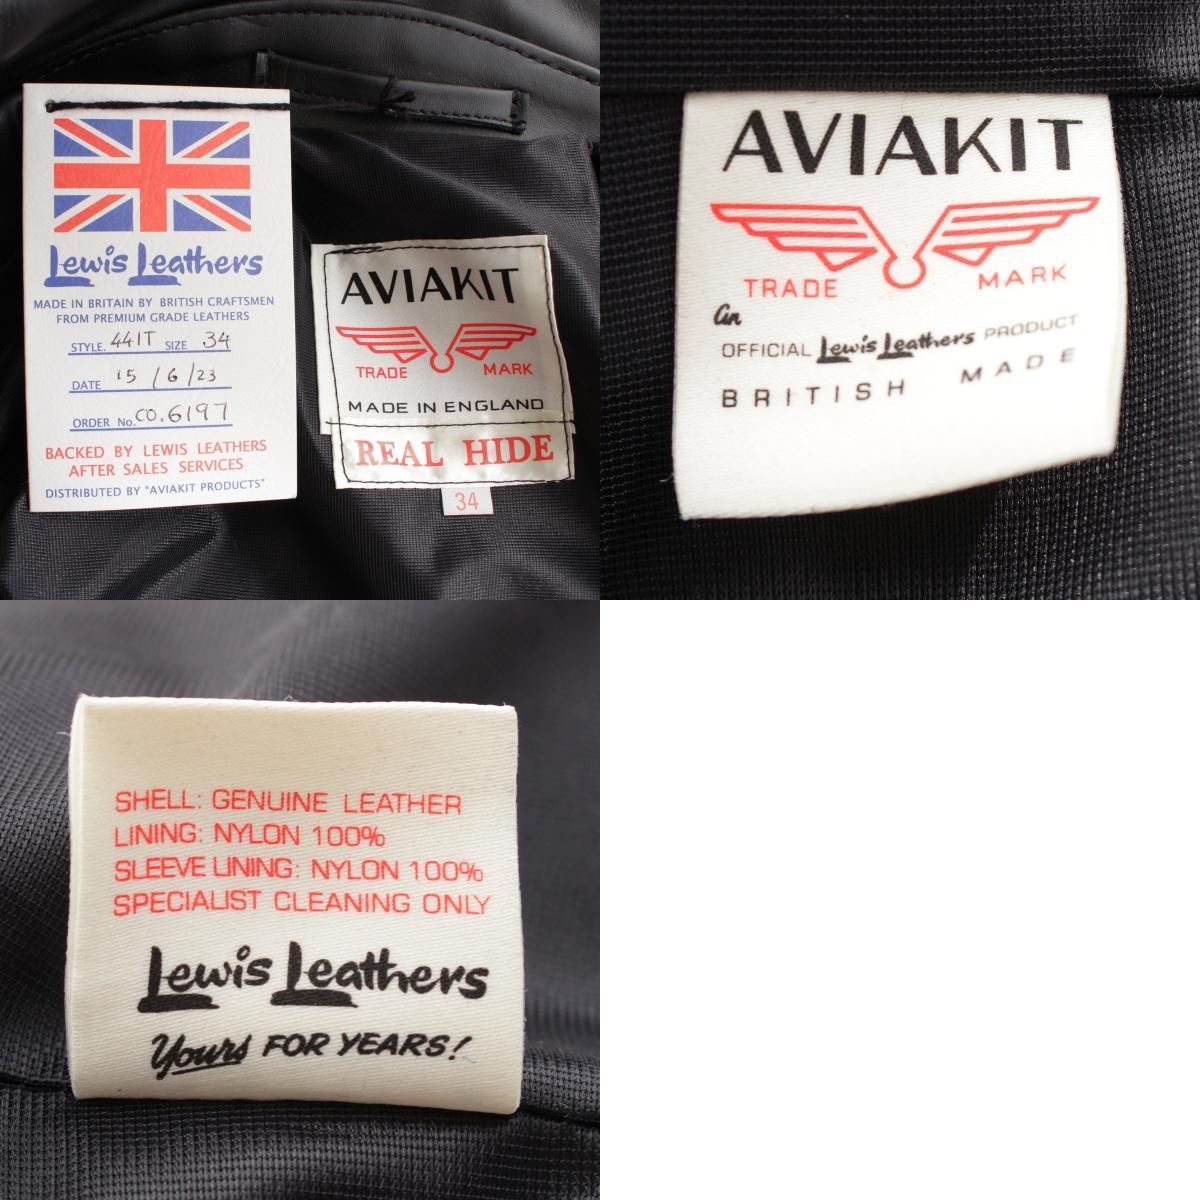 Lewis Leathers
MADE IN BRITAIN BY BRITISH CRAFTSMEN
FROM PREMIUM GRADE LEATHERS
STYLE. 441T SIZE 34
DATE 15/6/23
ORDER No. CO.6197
BACKED BY LEWIS LEATHERS
AFTER SALES SERVICES
DISTRIBUTED BY "AVIAKIT PRODUCTS"
AVIAKIT
TRADE MARK
MADE IN ENGLAND
REAL HIDE
34
AVIAKIT
TRADE MARK
An
OFFICIAL Lewis Leathers PRODUCT
BRITISH MADE
SHELL: GENUINE LEATHER
LINING: NYLON 100%
SLEEVE LINING: NYLON 100%
SPECIALIST CLEANING ONLY
Lewis Leathers
Yours FOR YEARS!